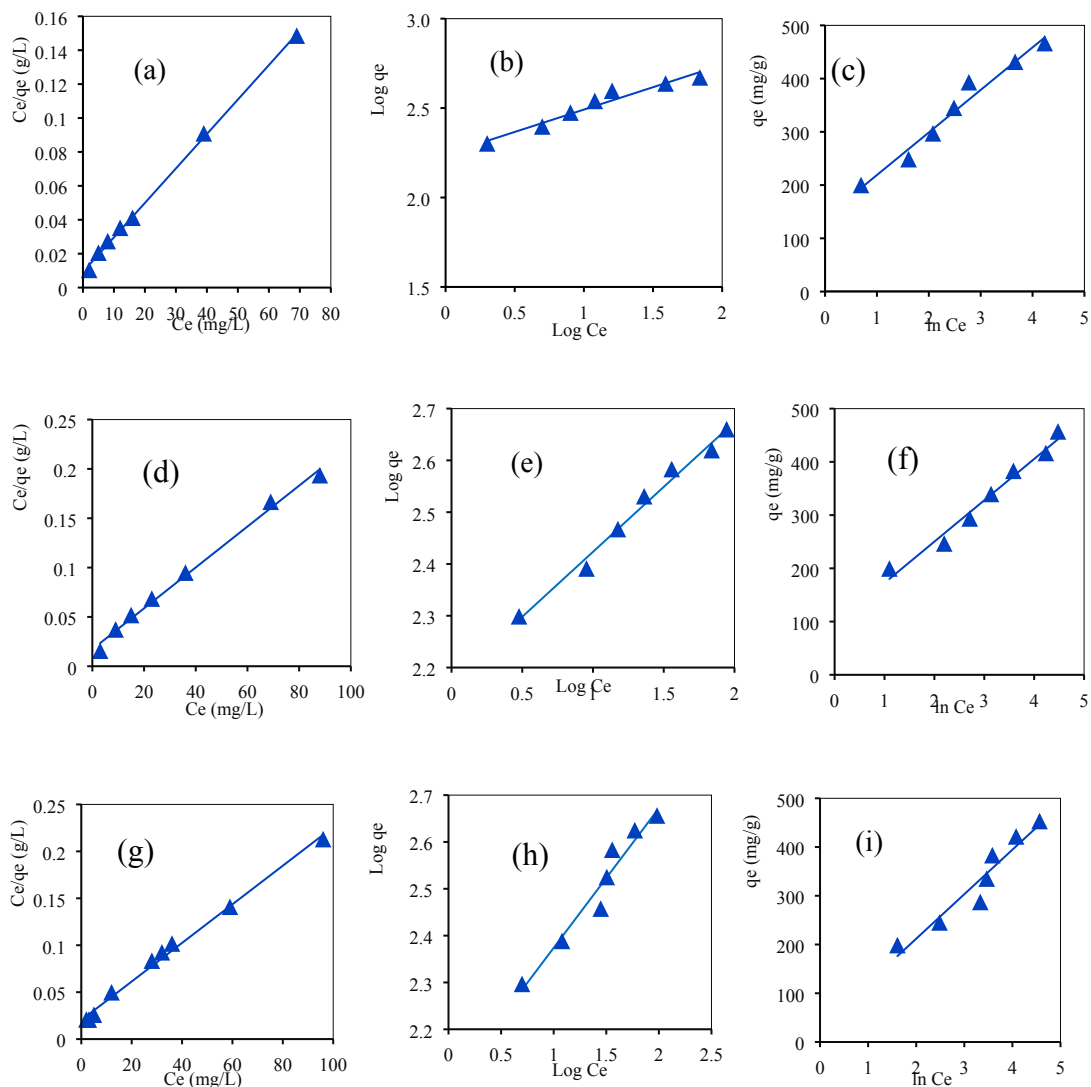 Ce/qe (g/L)
0.16
0.14
0.12
0.1
0.08
0.06
0.04
0.02
0
(a)
0 10 20 30 40 50 60 70 80
Ce (mg/L)
Log qe
3.0
2.5
2.0
1.5
(b)
0 0.5 1 1.5 2
Log Ce
qe (mg/g)
500
400
300
200
100
0
(c)
0 1 2 3 4 5
ln Ce
Ce/qe (g/L)
0.25
0.2
0.15
0.1
0.05
0
(d)
0 20 40 60 80 100
Ce (mg/L)
Log qe
2.7
2.6
2.5
2.4
2.3
2.2
(e)
0 0.5 1 1.5 2
Log Ce
qe (mg/g)
500
400
300
200
100
0
(f)
0 1 2 3 4 5
ln Ce
Ce/qe (g/L)
0.25
0.2
0.15
0.1
0.05
0
(g)
0 20 40 60 80 100
Ce (mg/L)
Log qe
2.7
2.6
2.5
2.4
2.3
2.2
(h)
0 0.5 1 1.5 2 2.5
Log Ce
qe (mg/g)
500
400
300
200
100
0
(i)
0 1 2 3 4 5
ln Ce